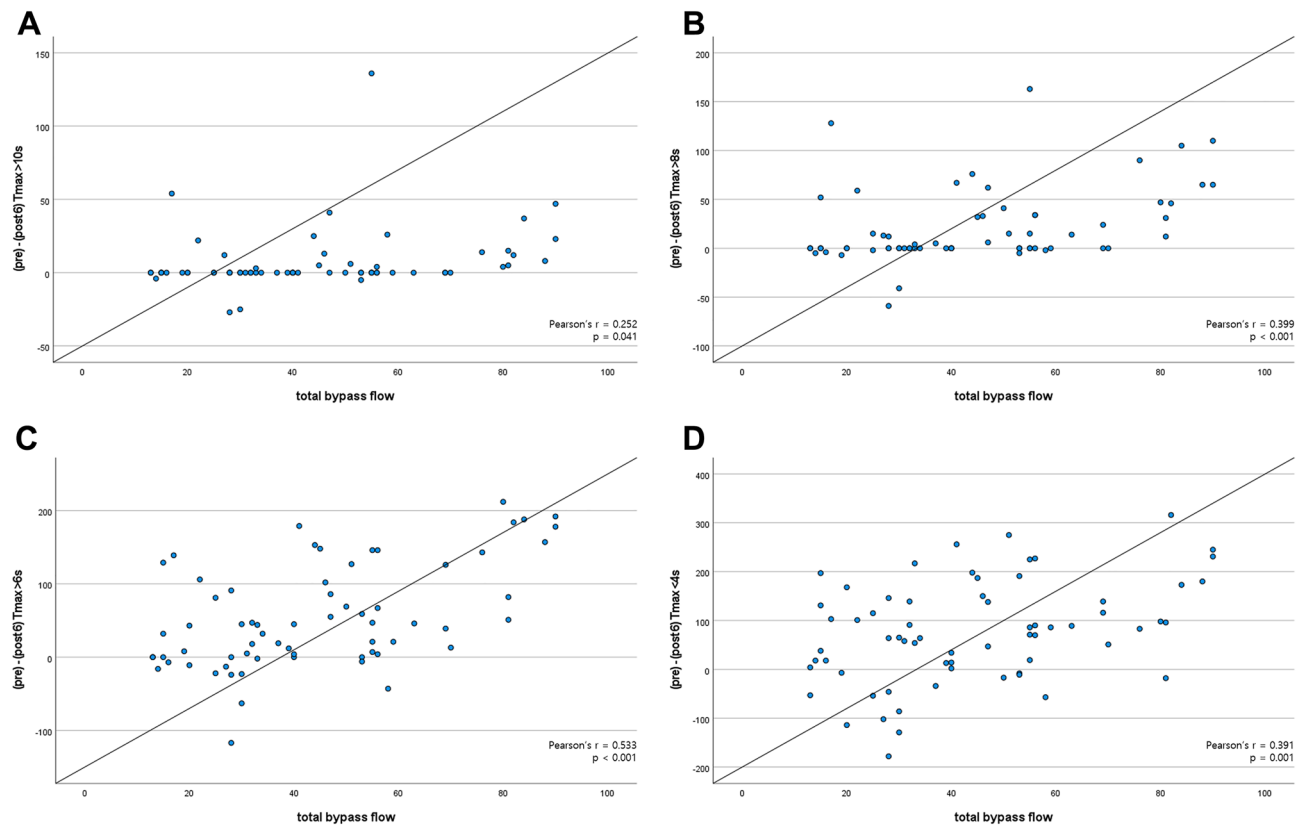 A
(pre) - (post6) Tmax>10s
150
100
50
0
-50
Pearson's r = 0.252
p = 0.041
0 20 40 60 80 100
total bypass flow
B
(pre) - (post6) Tmax>8s
200
150
100
50
0
-50
-100
Pearson's r = 0.399
p < 0.001
0 20 40 60 80 100
total bypass flow
C
(pre) - (post6) Tmax>6s
200
100
0
-100
Pearson's r = 0.533
p < 0.001
0 20 40 60 80 100
total bypass flow
D
(pre) - (post6) Tmax<4s
400
300
200
100
0
-100
-200
Pearson's r = 0.391
p = 0.001
0 20 40 60 80 100
total bypass flow